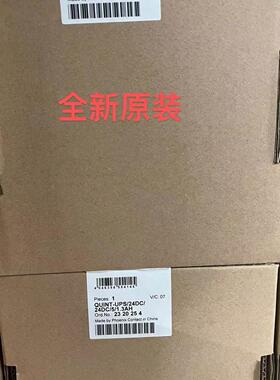 全新原装
Pieces: 1
V/C: 07
QUINT-UPS/24DC/
24DC/5/1.3AH
Ord.No.: 23 20 25 4
Made by Phoenix Contact in China